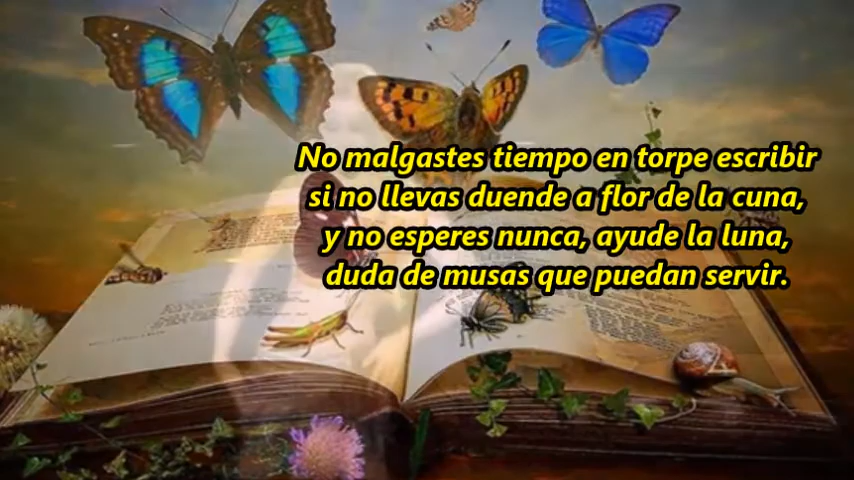 No malgastes tiempo en torpe escribir
si no llevas duende a flor de la cuna,
y no esperes nunca, ayude la luna,
duda de musas que puedan servir.